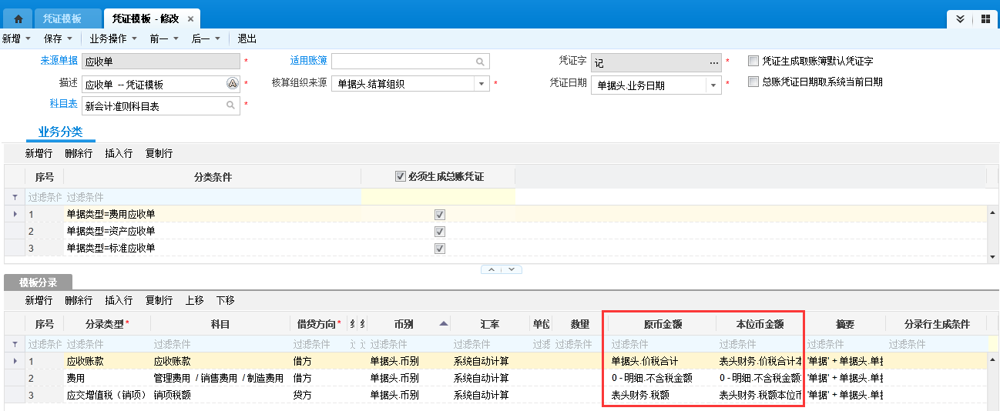 凭证模板 凭证模板 - 修改 ×
新增 保存 业务操作 前一 后一 退出
来源单据 应收单 * 适用账簿 凭证字 记 ... * 凭证生成取账簿默认凭证字
描述 应收单 -- 凭证模板 A * 核算组织来源 单据头.结算组织 * 凭证日期 单据头.业务日期 * 总账凭证日期取系统当前日期
科目表 新会计准则科目表 *
业务分类
新增行 删除行 插入行 复制行
序号 分类条件 必须生成总账凭证
过滤条件 过滤条件
1 单据类型=费用应收单
2 单据类型=资产应收单
3 单据类型=标准应收单
模板分录
新增行 删除行 插入行 复制行 上移 下移
序号 分录类型* 科目 借贷方向* 币别 汇率 单位 数量 原币金额 本位币金额 摘要 分录行生成条件
过滤条件 过滤条件 过滤条件 过滤条件 过滤条件 过滤条件 过滤 过滤条件 过滤条件 过滤条件 过滤条件 过滤条件
1 应收账款 应收账款 借方 单据头.币别 系统自动计算 单据头.价税合计 表头财务.价税合计本 '单据' + 单据头.单据
2 费用 管理费用 / 销售费用 / 制造费用 借方 单据头.币别 系统自动计算 0 - 明细.不含税金额 0 - 明细.不含税金额 '单据' + 单据头.单据
3 应交增值税（销项） 销项税额 贷方 单据头.币别 系统自动计算 表头财务.税额 表头财务.税额本位币 '单据' + 单据头.单据